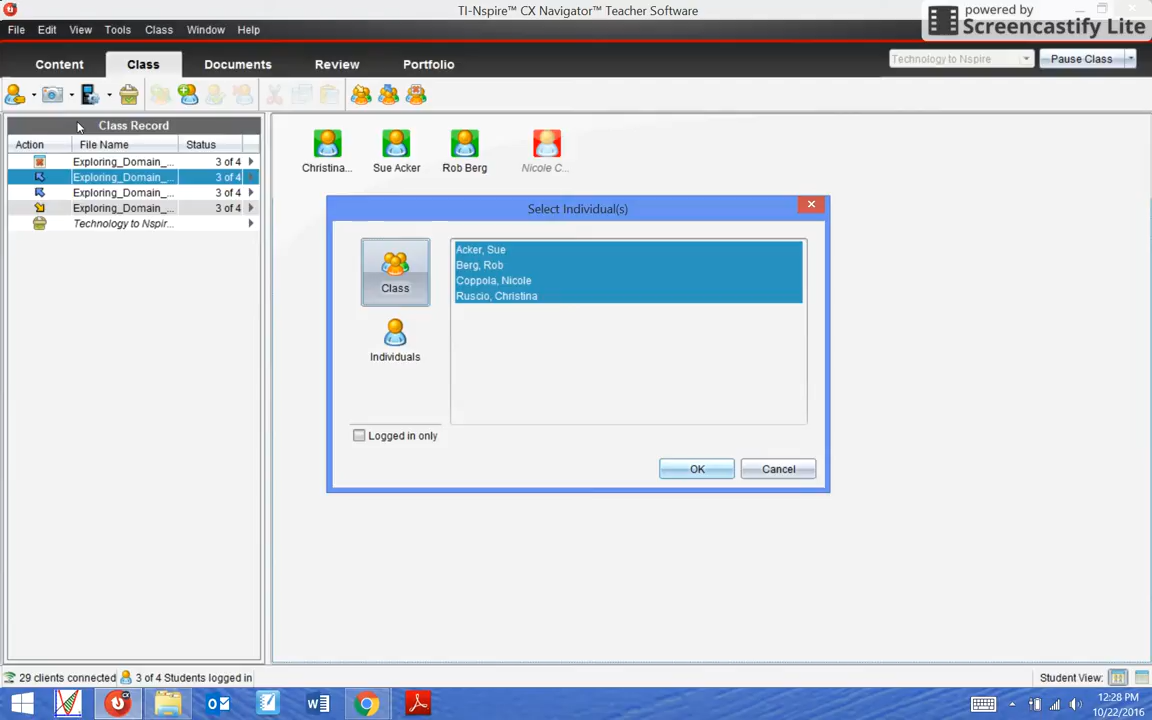 TI-Nspire™ CX Navigator™ Teacher Software
powered by
Screencastify Lite
File Edit View Tools Class Window Help
Content Class Documents Review Portfolio
Technology to Nspire
Pause Class
Class Record
Action File Name Status
Exploring_Domain_... 3 of 4
Exploring_Domain_... 3 of 4
Exploring_Domain_... 3 of 4
Exploring_Domain_... 3 of 4
Technology to Nspir...
Christina... Sue Acker Rob Berg Nicole C...
Select Individual(s)
Class
Individuals
Acker, Sue
Berg, Rob
Coppola, Nicole
Ruscio, Christina
Logged in only
OK Cancel
29 clients connected 3 of 4 Students logged in
Student View:
12:28 PM
10/22/2016